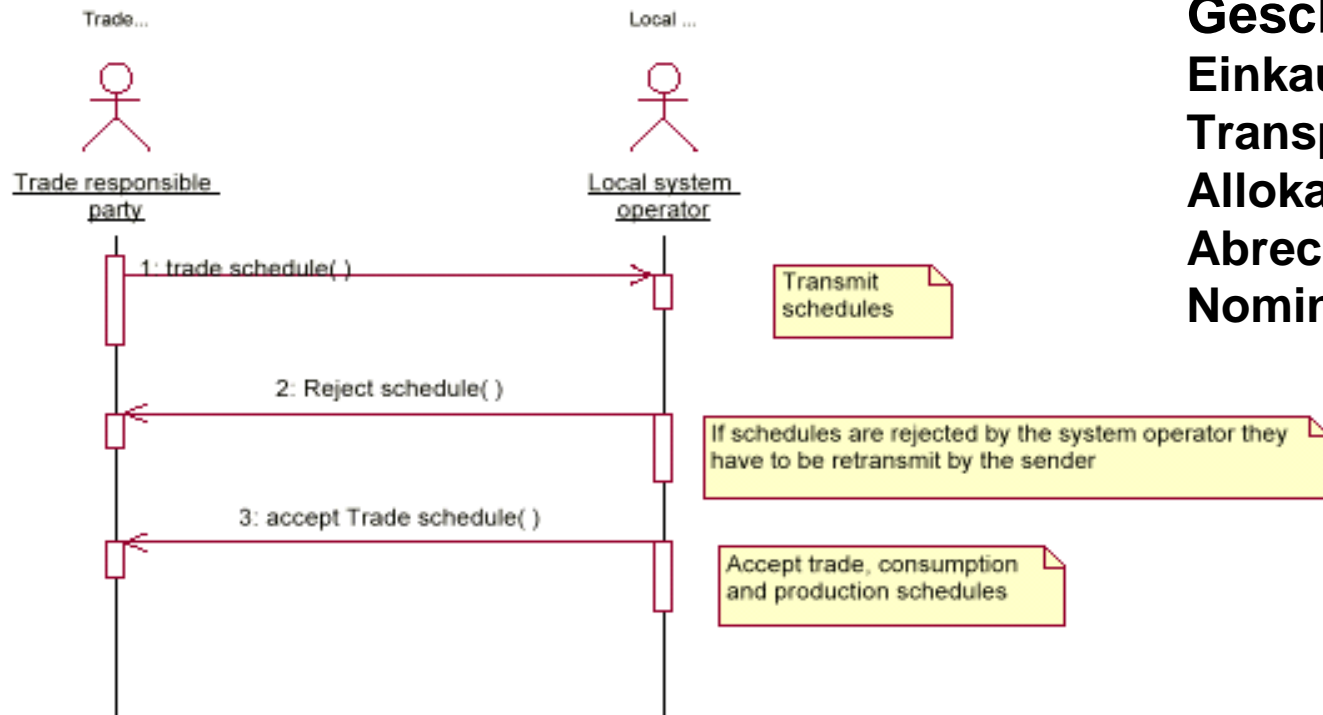 Trade...
Local ...
Trade responsible
party
Local system
operator
1: trade schedule( )
Transmit
schedules
2: Reject schedule( )
If schedules are rejected by the system operator they
have to be retransmit by the sender
3: accept Trade schedule( )
Accept trade, consumption
and production schedules